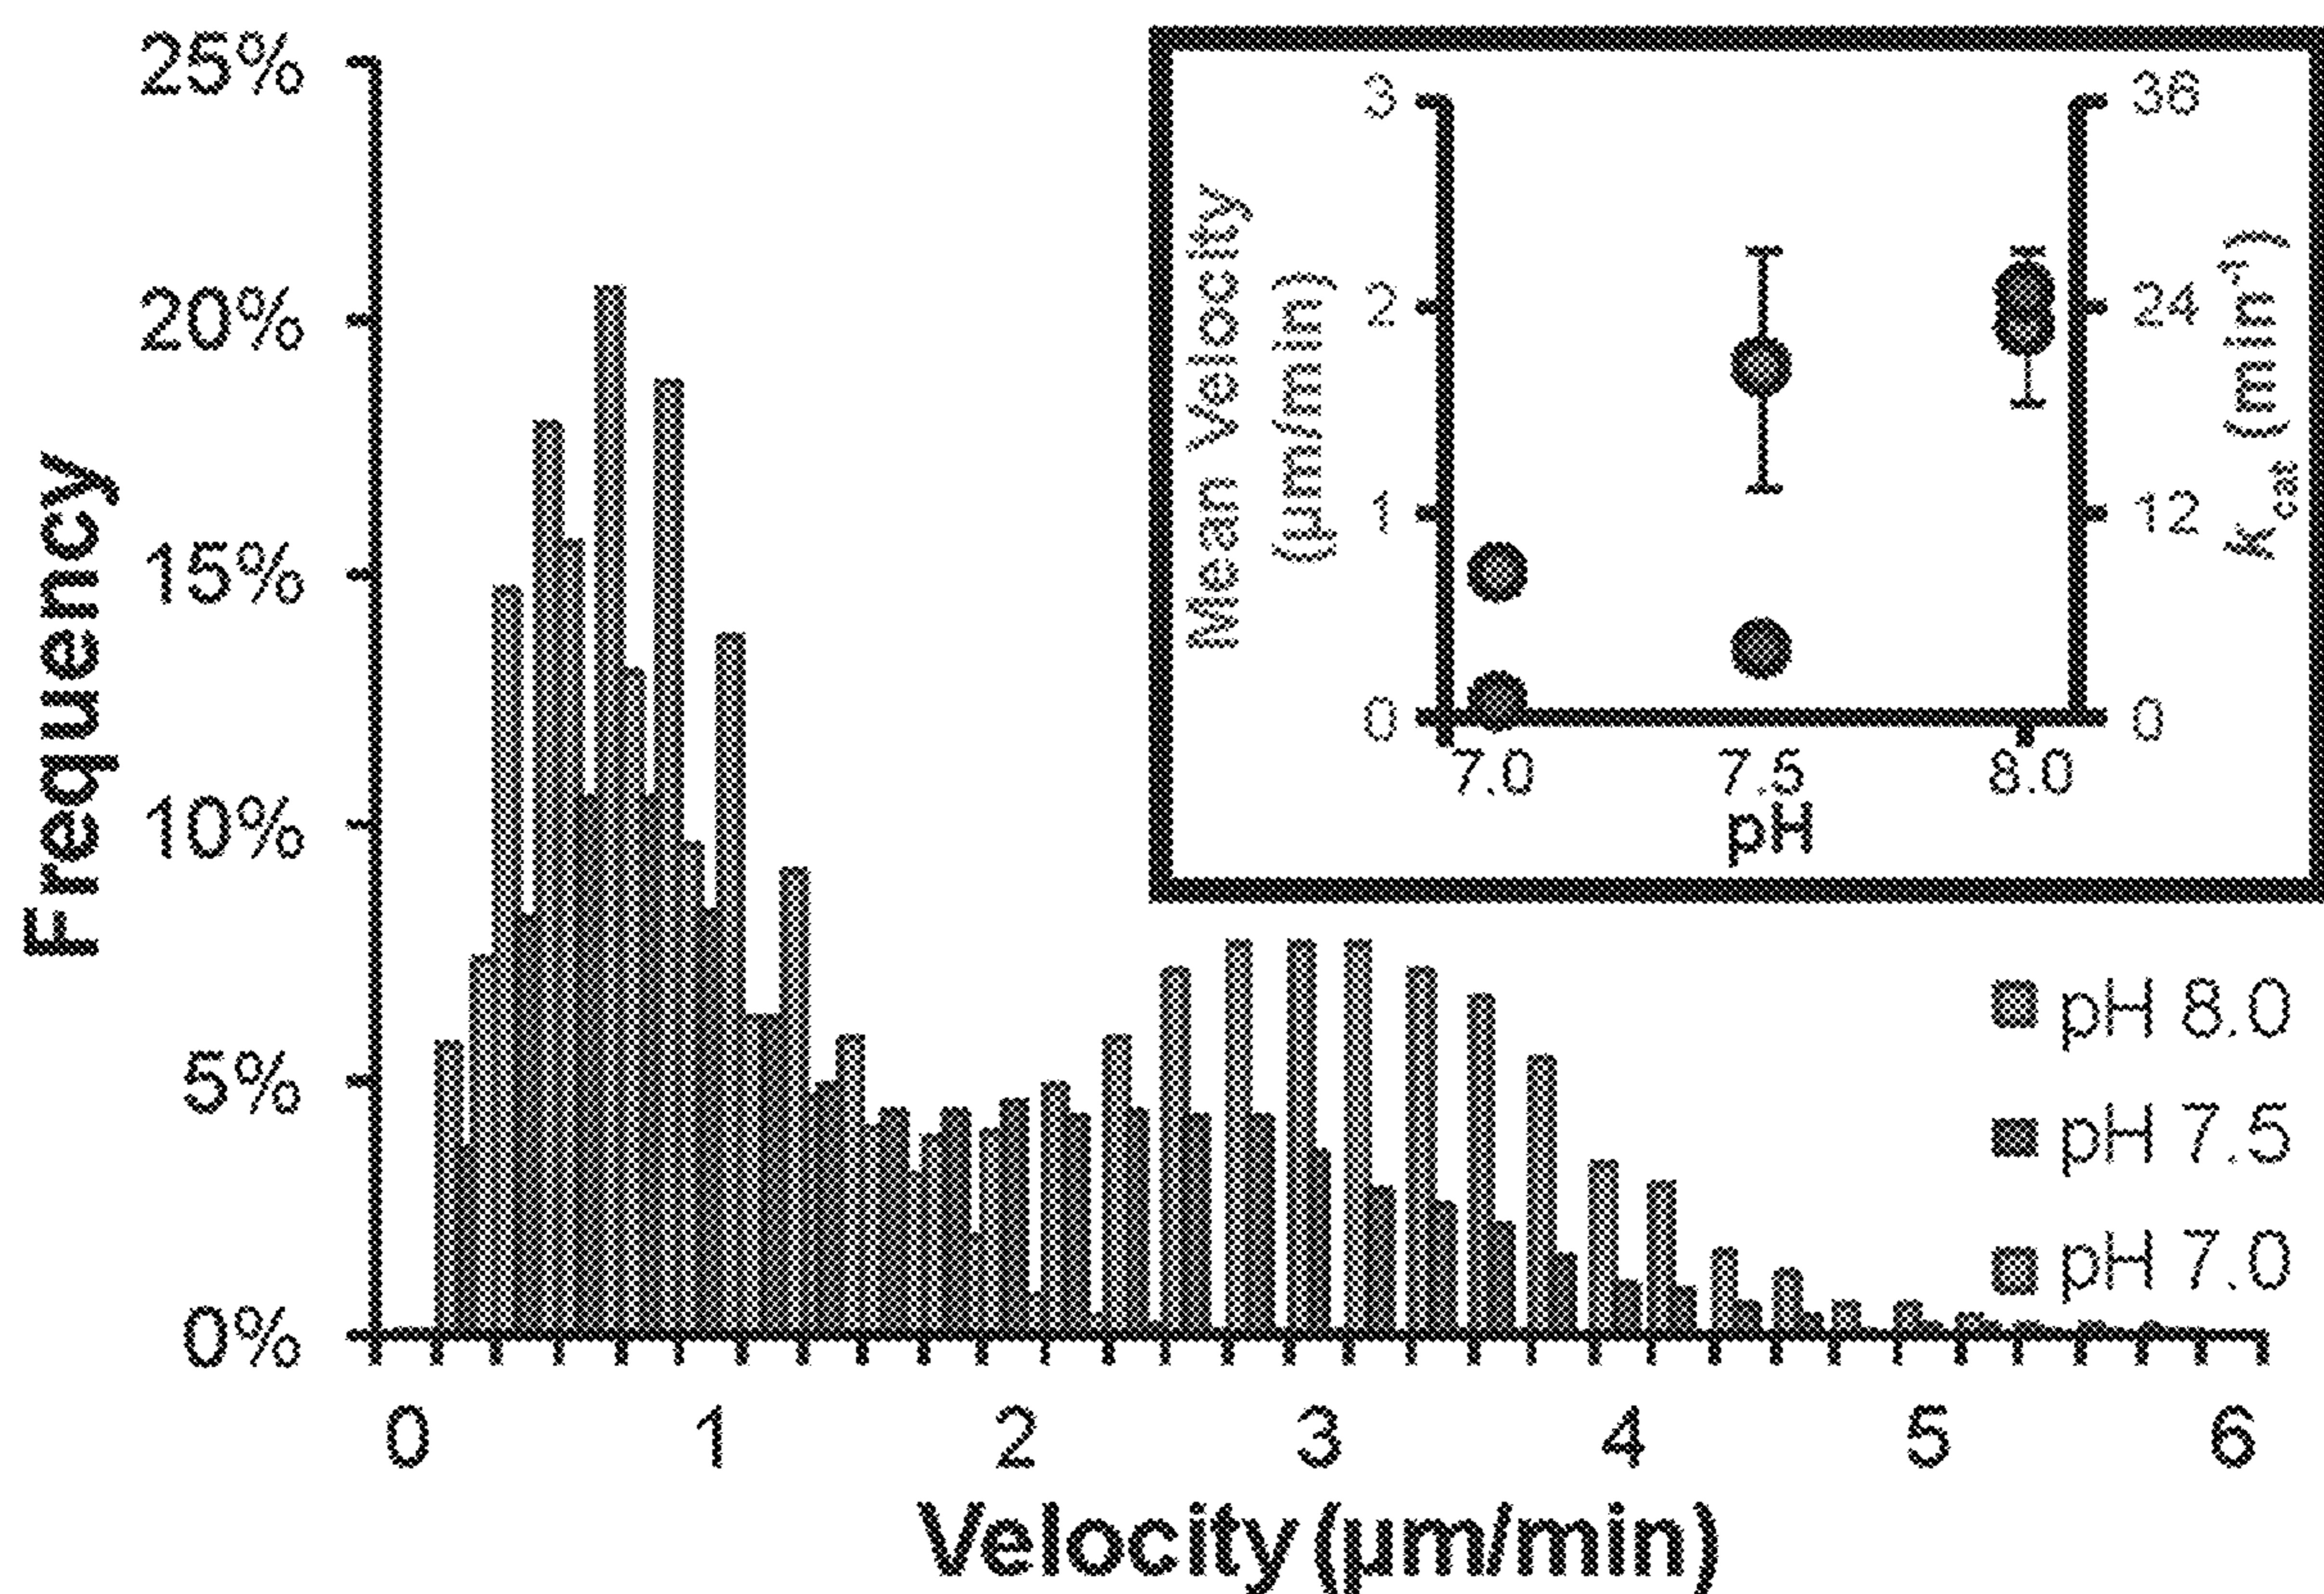 25%
20%
15%
10%
5%
0%
Frequency
0 1 2 3 4 5 6
Velocity (µm/min)
3
2
1
0
Mean Velocity
(µm/min)
36
24
12
0
k_cat (min⁻¹)
7.0 7.5 8.0
pH
pH 8.0
pH 7.5
pH 7.0